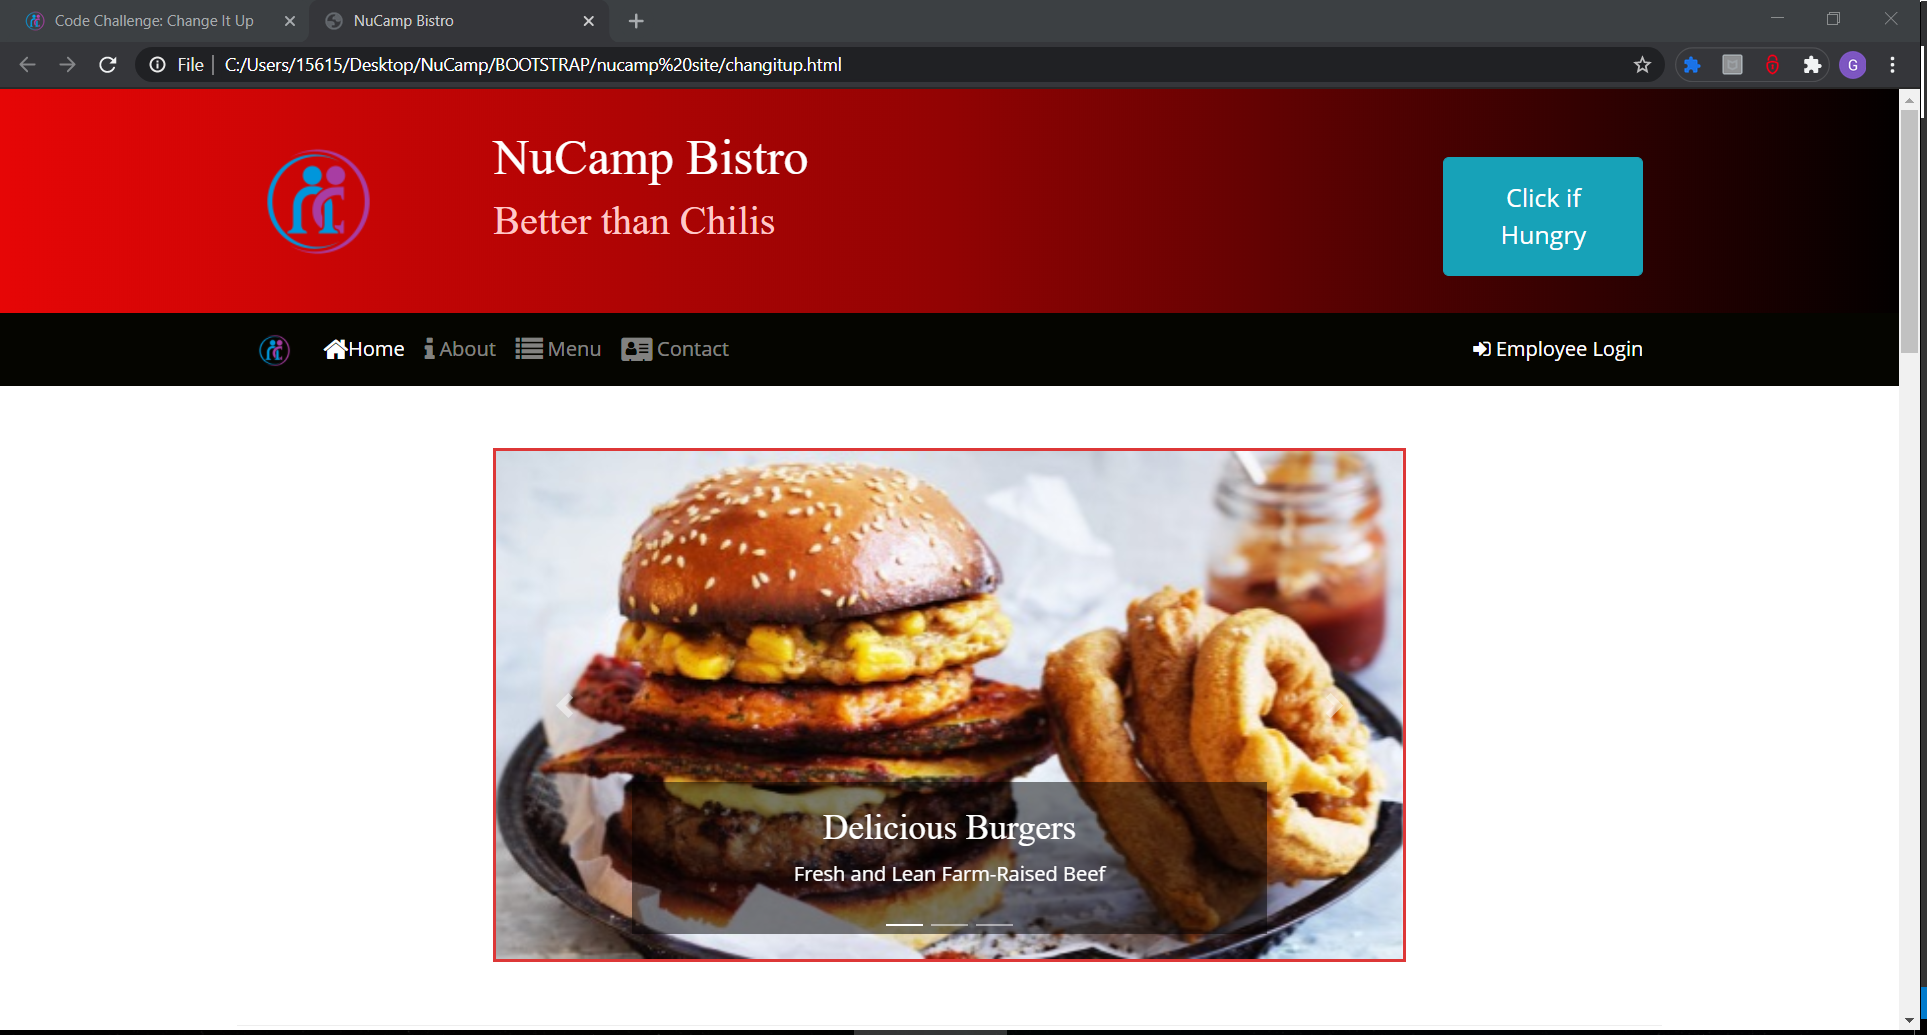 Code Challenge: Change It Up
NuCamp Bistro
File
C:/Users/15615/Desktop/NuCamp/BOOTSTRAP/nucamp%20site/changitup.html
G
NuCamp Bistro
Better than Chilis
Click if
Hungry
Home
About
Menu
Contact
Employee Login
Delicious Burgers
Fresh and Lean Farm-Raised Beef